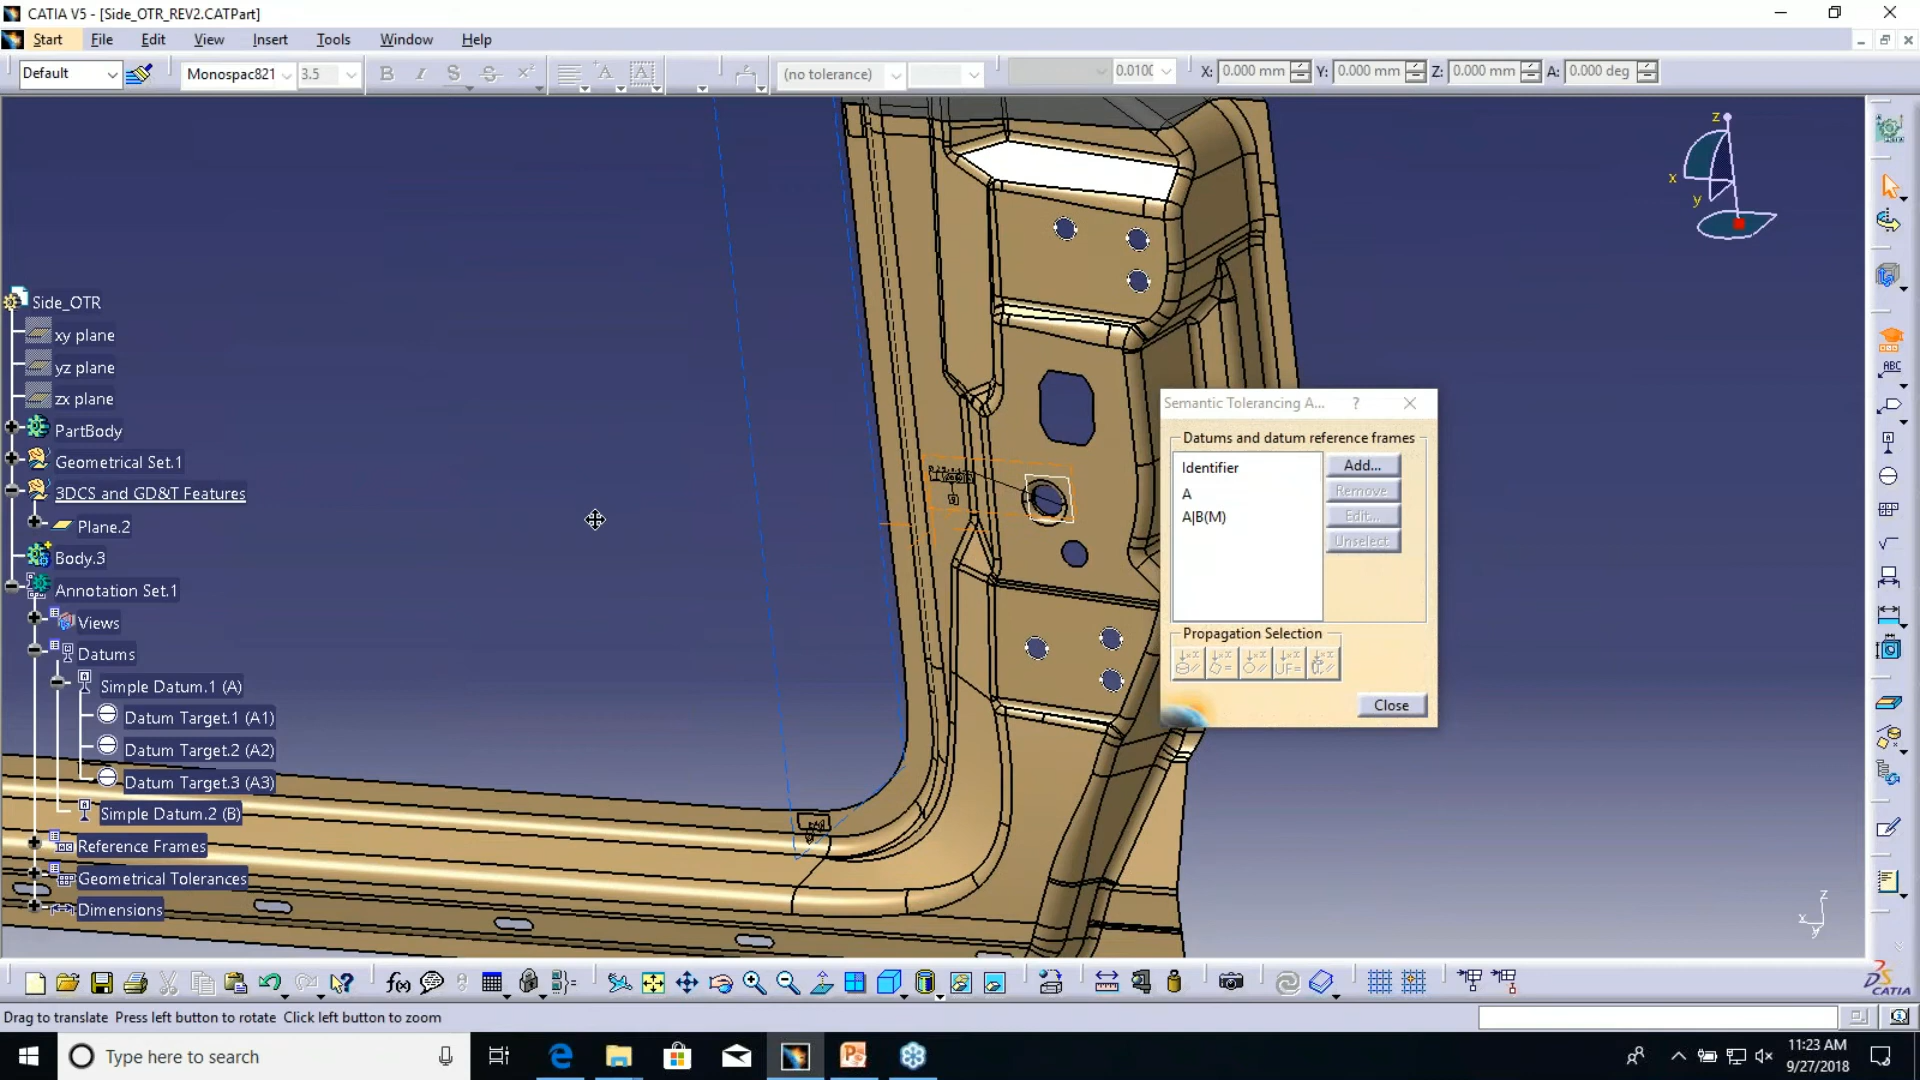 CATIA V5 - [Side_OTR_REV2.CATPart]
Start File Edit View Insert Tools Window Help
Default Monospac821 3.5 B I S S (no tolerance) 0.010( X: 0.000 mm Y: 0.000 mm Z: 0.000 mm A: 0.000 deg
z
x
y
ABC
Side_OTR
xy plane
yz plane
zx plane
PartBody
Geometrical Set.1
3DCS and GD&T Features
Plane.2
Body.3
Annotation Set.1
Views
Datums
Simple Datum.1 (A)
Datum Target.1 (A1)
Datum Target.2 (A2)
Datum Target.3 (A3)
Simple Datum.2 (B)
Reference Frames
Geometrical Tolerances
Dimensions
Semantic Tolerancing A... ?
Datums and datum reference frames
Identifier
A
A|B(M)
Add...
Remove
Edit...
Unselect
Propagation Selection
UF=
Close
z
x
y
f(x)
CATIA
Drag to translate Press left button to rotate Click left button to zoom
Type here to search
11:23 AM
9/27/2018